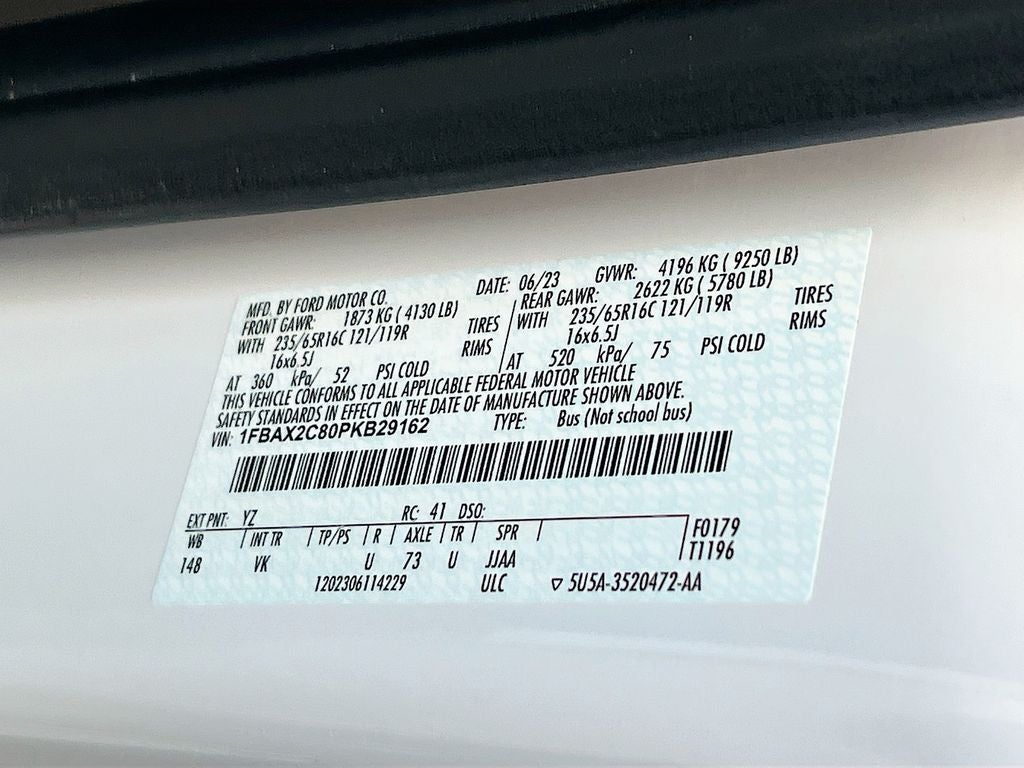 MFD. BY FORD MOTOR CO. DATE: 06/23 GVWR: 4196 KG ( 9250 LB)
FRONT GAWR: 1873 KG ( 4130 LB) REAR GAWR: 2622 KG ( 5780 LB)
WITH 235/65R16C 121/119R TIRES WITH 235/65R16C 121/119R TIRES
16x6.5J RIMS 16x6.5J RIMS
AT 360 kPa/ 52 PSI COLD AT 520 kPa/ 75 PSI COLD
THIS VEHICLE CONFORMS TO ALL APPLICABLE FEDERAL MOTOR VEHICLE
SAFETY STANDARDS IN EFFECT ON THE DATE OF MANUFACTURE SHOWN ABOVE.
VIN: 1FBAX2C80PKB29162 TYPE: Bus (Not school bus)
EXT PNT: YZ RC: 41 DSO:
WB INT TR TP/PS R AXLE TR SPR F0179
148 VK U 73 U JJAA T1196
1202306114229 ULC ▽ 5U5A-3520472-AA